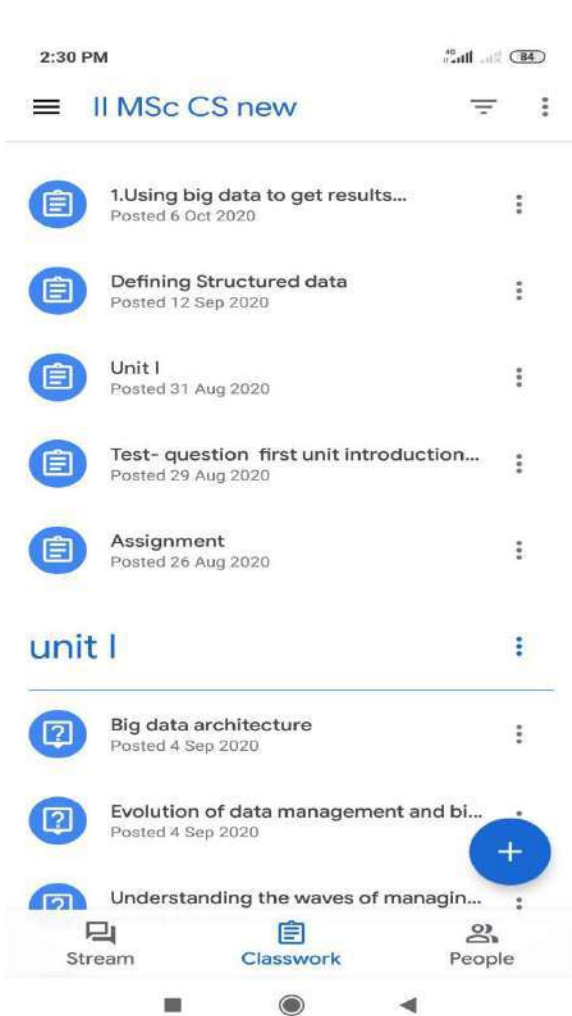 2:30 PM
4G
84
II MSc CS new
1.Using big data to get results...
Posted 6 Oct 2020
Defining Structured data
Posted 12 Sep 2020
Unit I
Posted 31 Aug 2020
Test- question first unit introduction...
Posted 29 Aug 2020
Assignment
Posted 26 Aug 2020
unit I
Big data architecture
Posted 4 Sep 2020
Evolution of data management and bi...
Posted 4 Sep 2020
Understanding the waves of managin...
Stream
Classwork
People